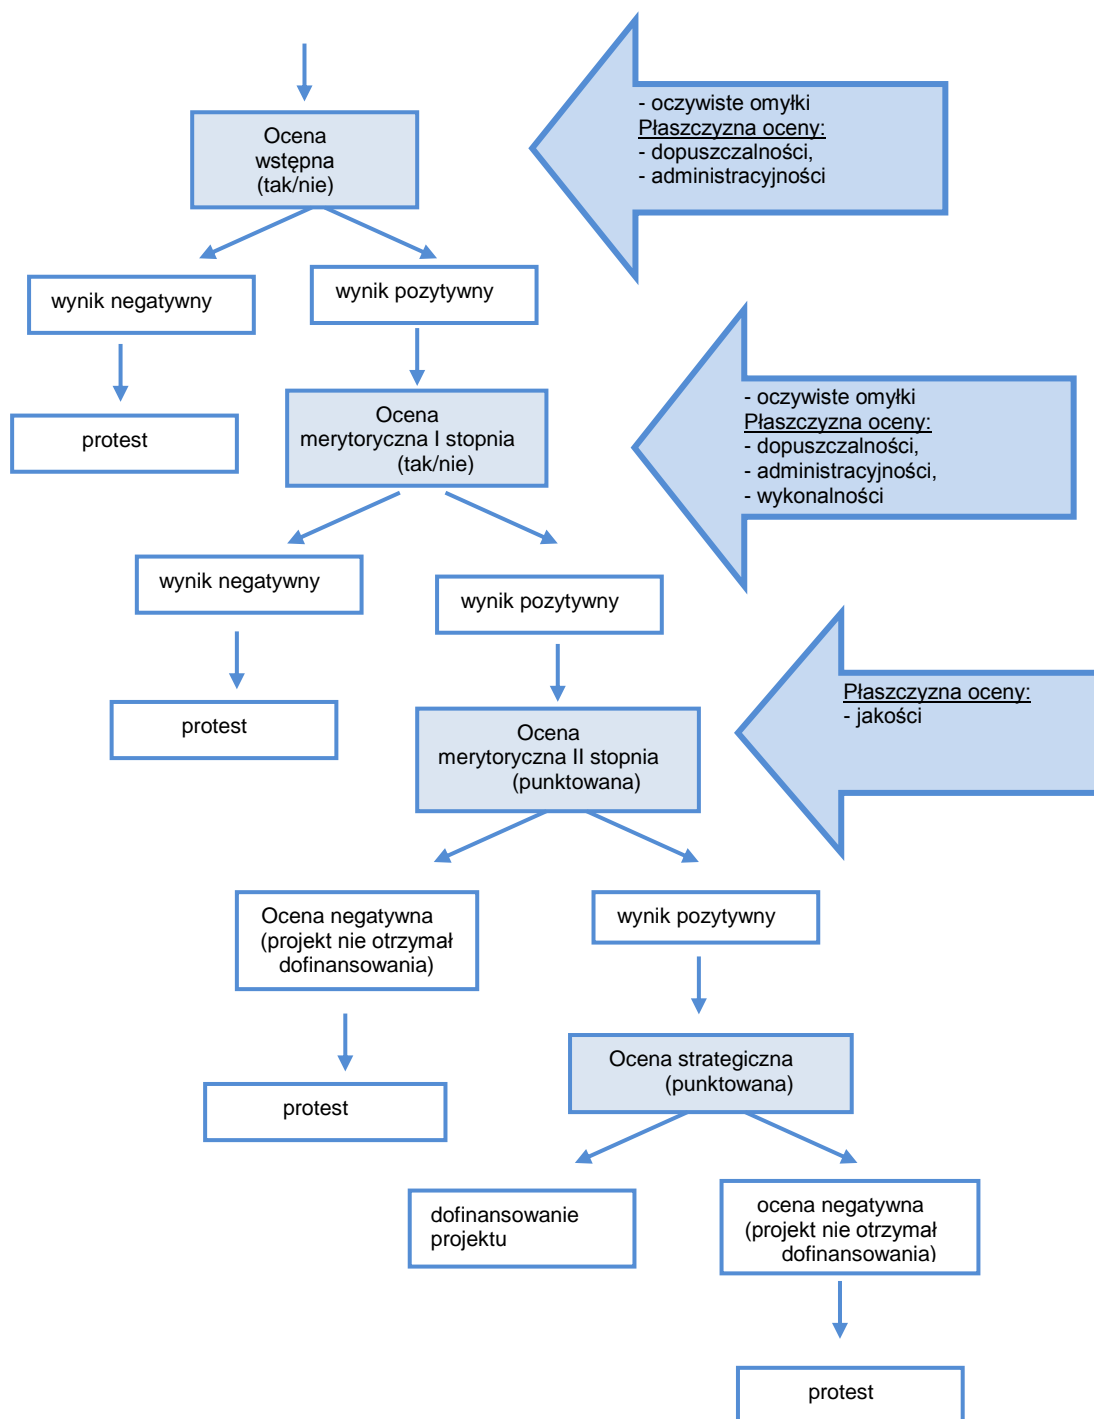 - oczywiste omyłki
Płaszczyzna oceny:
- dopuszczalności,
- administracyjności
Ocena
wstępna
(tak/nie)
wynik negatywny
wynik pozytywny
protest
Ocena
merytoryczna I stopnia
(tak/nie)
- oczywiste omyłki
Płaszczyzna oceny:
- dopuszczalności,
- administracyjności,
- wykonalności
wynik negatywny
wynik pozytywny
protest
Ocena
merytoryczna II stopnia
(punktowana)
Płaszczyzna oceny:
- jakości
Ocena negatywna
(projekt nie otrzymał
dofinansowania)
wynik pozytywny
protest
Ocena strategiczna
(punktowana)
dofinansowanie
projektu
ocena negatywna
(projekt nie otrzymał
dofinansowania)
protest